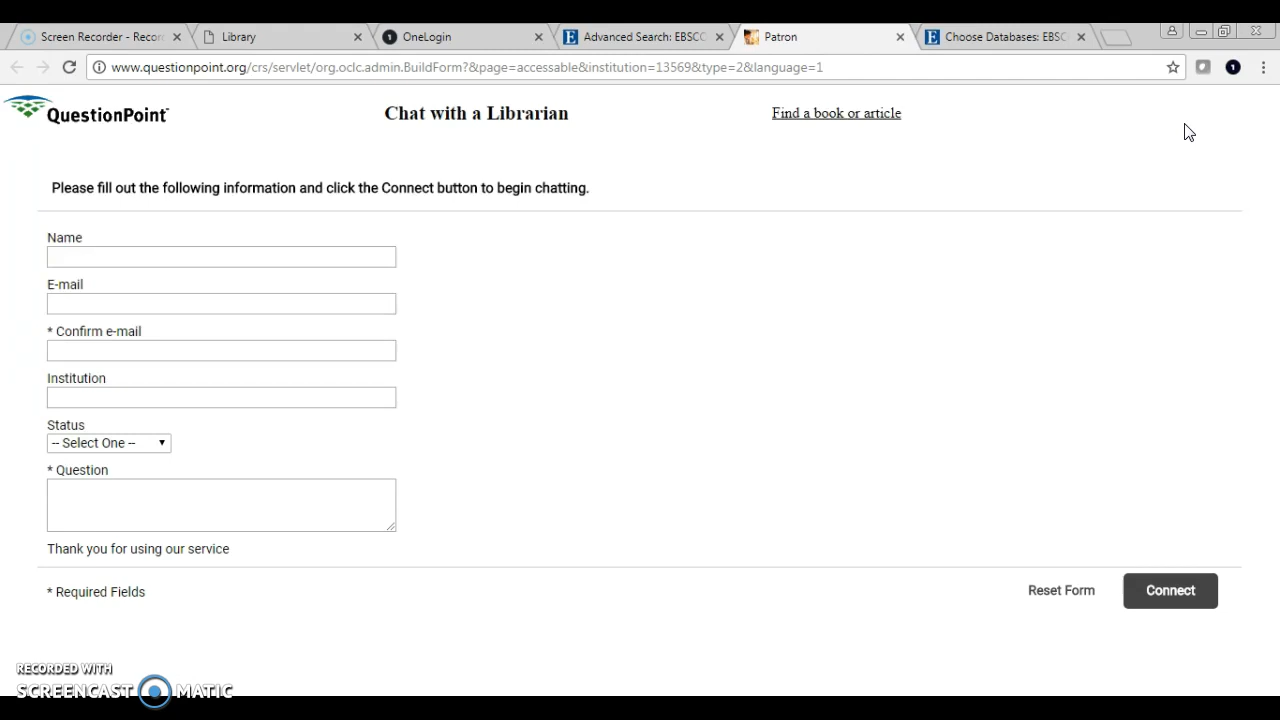 Screen Recorder - Recor
Library
OneLogin
Advanced Search: EBSCO
Patron
Choose Databases: EBSC
www.questionpoint.org/crs/servlet/org.oclc.admin.BuildForm?&page=accessable&institution=13569&type=2&language=1
QuestionPoint
Chat with a Librarian
Find a book or article
Please fill out the following information and click the Connect button to begin chatting.
Name
E-mail
* Confirm e-mail
Institution
Status
-- Select One --
* Question
Thank you for using our service
* Required Fields
Reset Form
Connect
RECORDED WITH
SCREENCAST MATIC